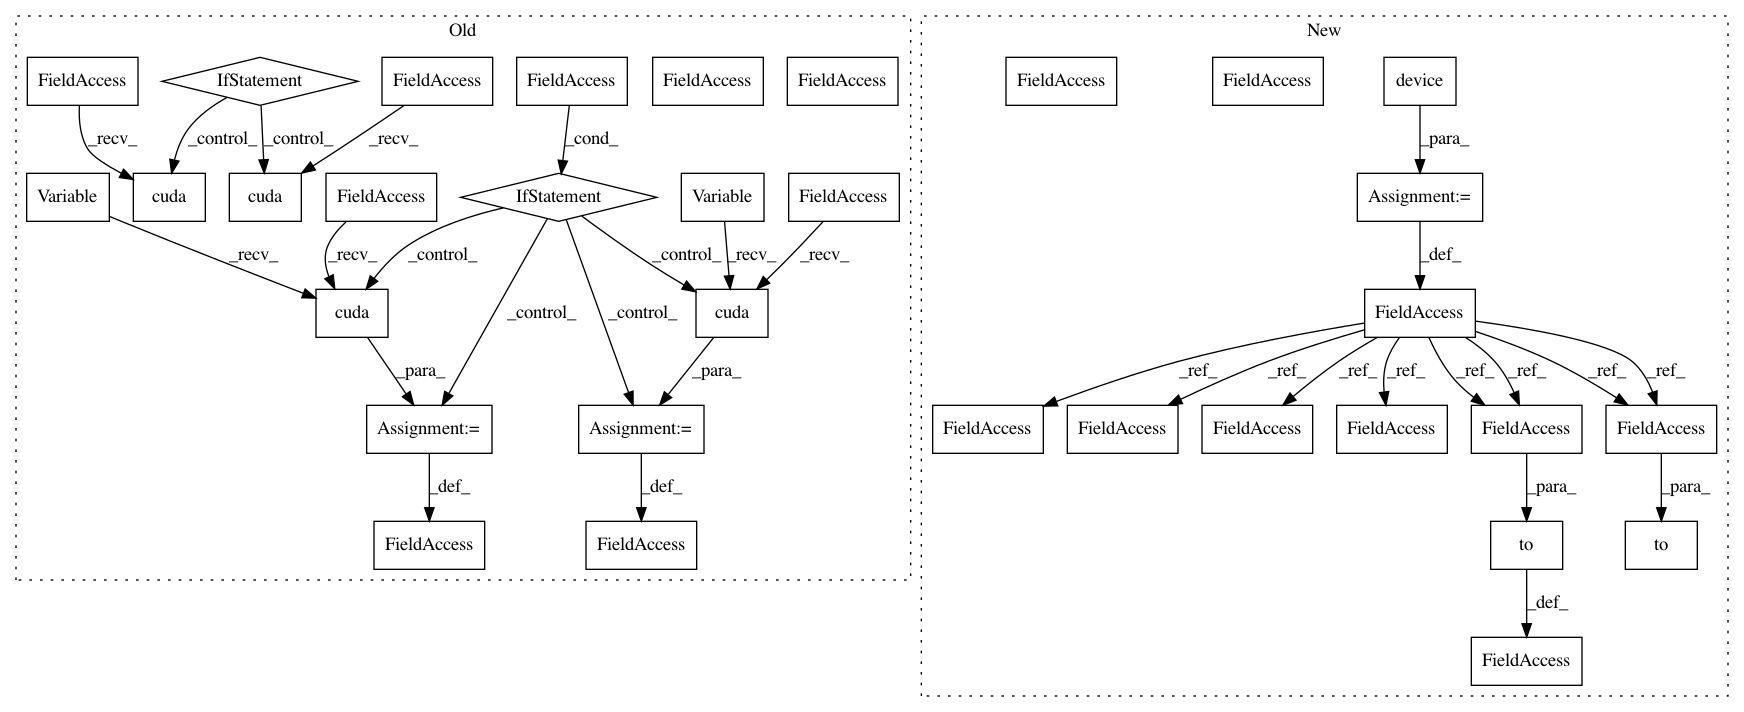 Old
FieldAccess
IfStatement
FieldAccess
FieldAccess
FieldAccess
FieldAccess
_recv_
_control_
_control_
_recv_
_cond_
Variable
cuda
cuda
FieldAccess
IfStatement
Variable
FieldAccess
_recv_
_recv_
_control_
_control_
_recv_
_recv_
cuda
_control_
_control_
cuda
_para_
_para_
Assignment:=
Assignment:=
_def_
_def_
FieldAccess
FieldAccess
New
FieldAccess
FieldAccess
device
_para_
Assignment:=
_def_
FieldAccess
_ref_
_ref_
_ref_
_ref_
_ref_
_ref_
_ref_
_ref_
FieldAccess
FieldAccess
FieldAccess
FieldAccess
FieldAccess
FieldAccess
_para_
_para_
to
to
_def_
FieldAccess